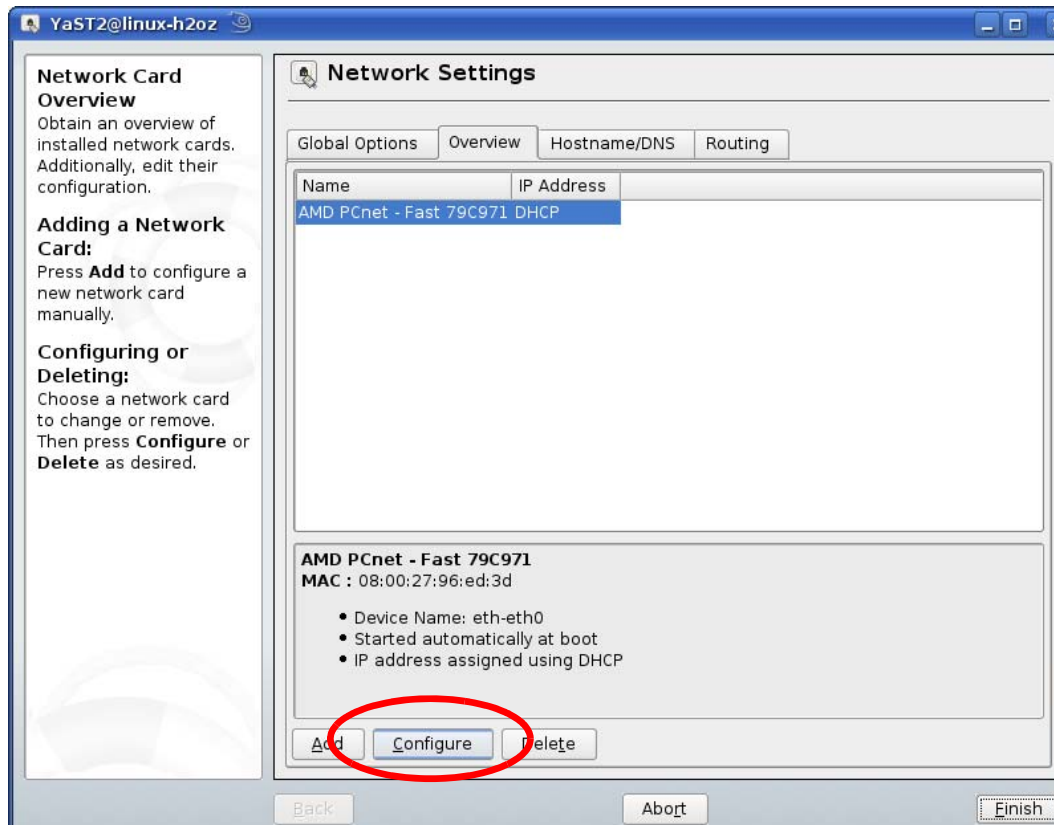 YaST2@linux-h2oz
Network Card
Overview
Obtain an overview of
installed network cards.
Additionally, edit their
configuration.
Adding a Network
Card:
Press Add to configure a
new network card
manually.
Configuring or
Deleting:
Choose a network card
to change or remove.
Then press Configure or
Delete as desired.
Network Settings
Global Options Overview Hostname/DNS Routing
Name IP Address
AMD PCnet - Fast 79C971 DHCP
AMD PCnet - Fast 79C971
MAC : 08:00:27:96:ed:3d
• Device Name: eth-eth0
• Started automatically at boot
• IP address assigned using DHCP
Add Configure Delete
Back Abort Finish